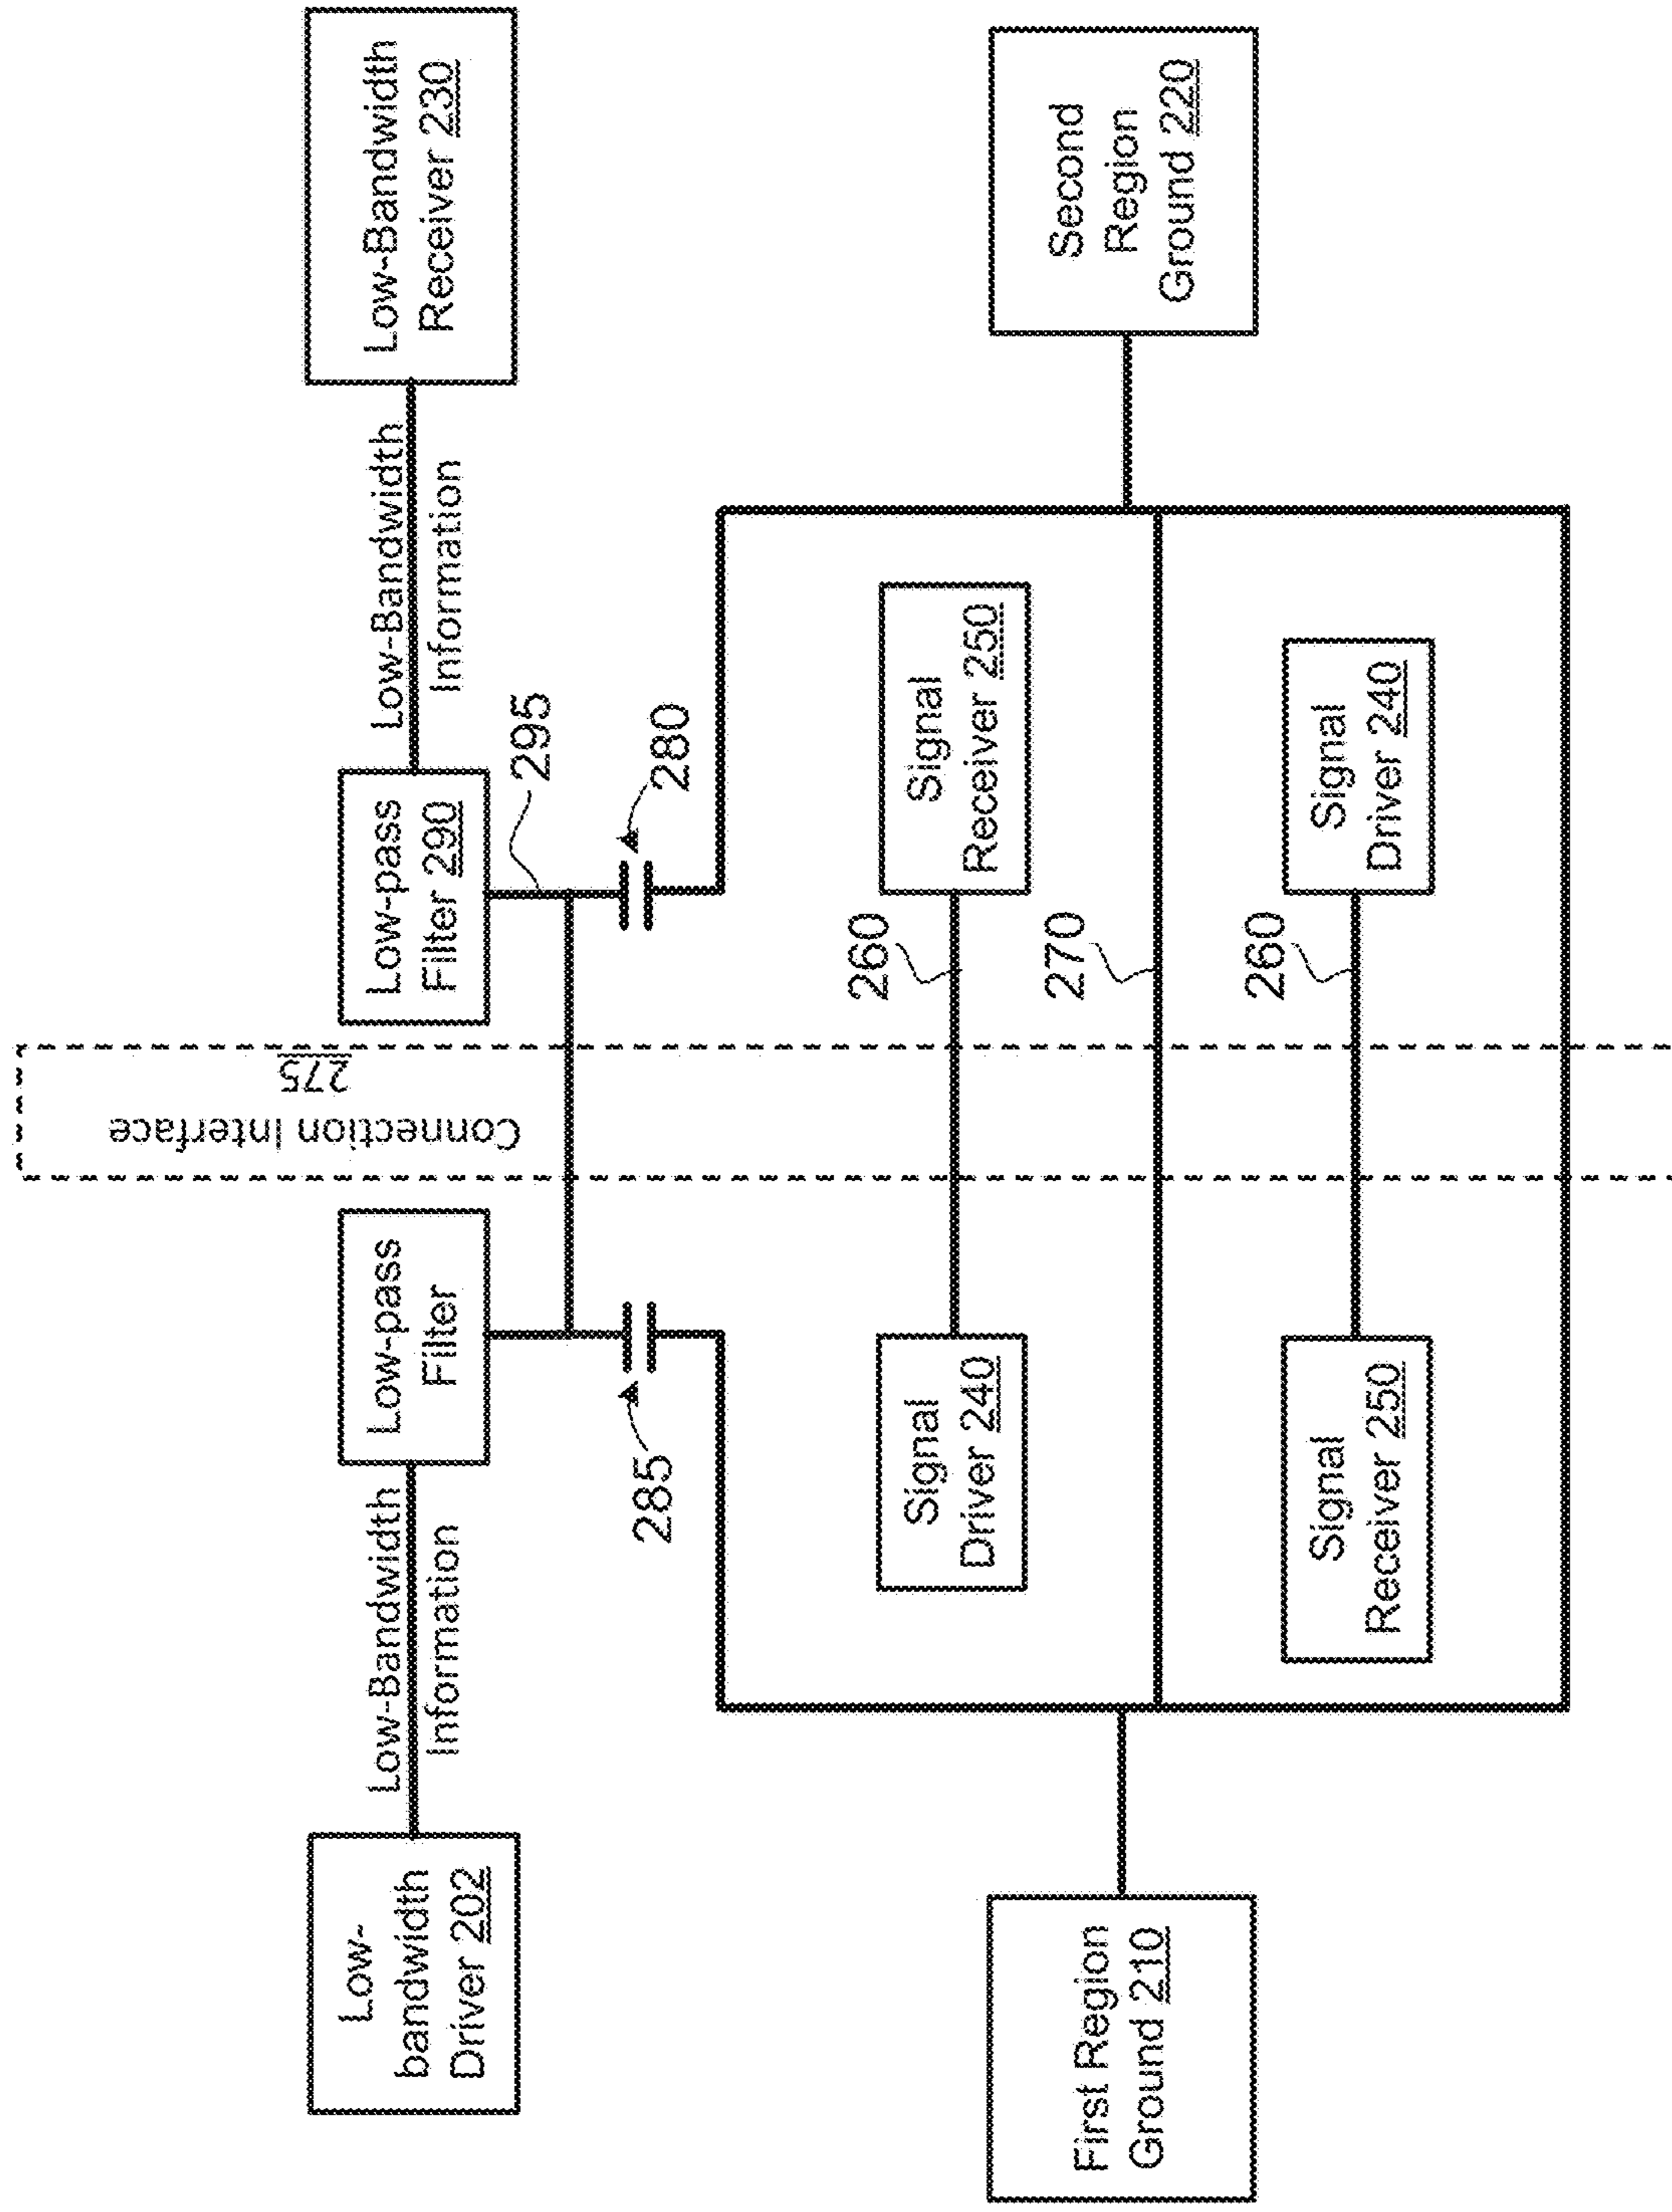 Low-
bandwidth
Driver 202
Low-Bandwidth
Information
Low-pass
Filter
Connection Interface
275
Low-pass
Filter 290
Low-Bandwidth
Information
Low-Bandwidth
Receiver 230
295
285
280
First Region
Ground 210
Signal
Driver 240
260
Signal
Receiver 250
270
Second
Region
Ground 220
Signal
Receiver 250
260
Signal
Driver 240